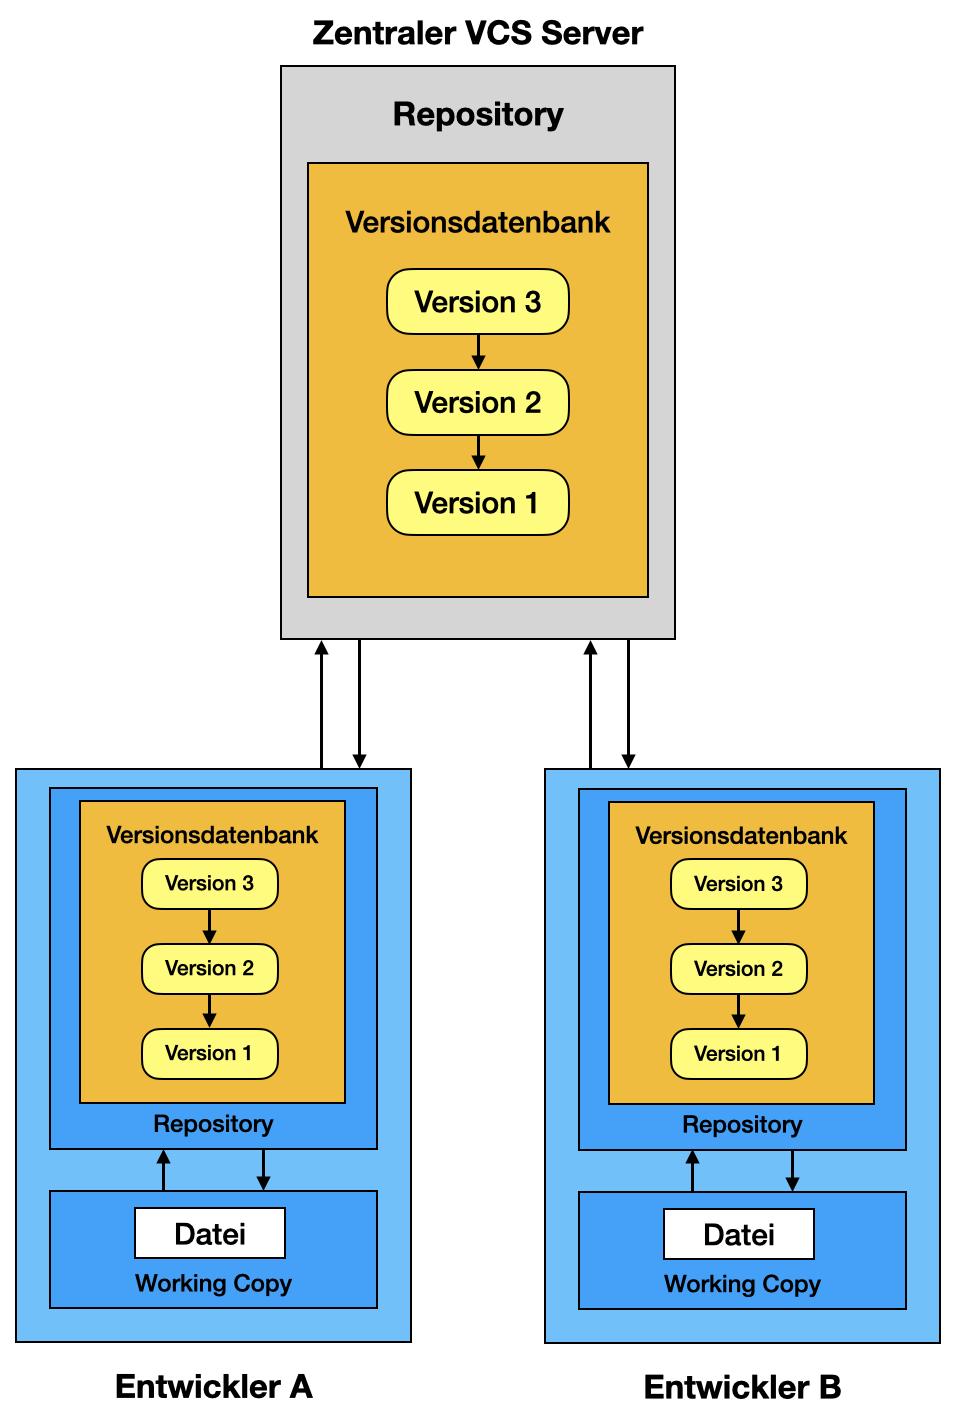 Zentraler VCS Server
Repository
Versionsdatenbank
Version 3
Version 2
Version 1
Versionsdatenbank
Version 3
Version 2
Version 1
Repository
Datei
Working Copy
Entwickler A
Versionsdatenbank
Version 3
Version 2
Version 1
Repository
Datei
Working Copy
Entwickler B